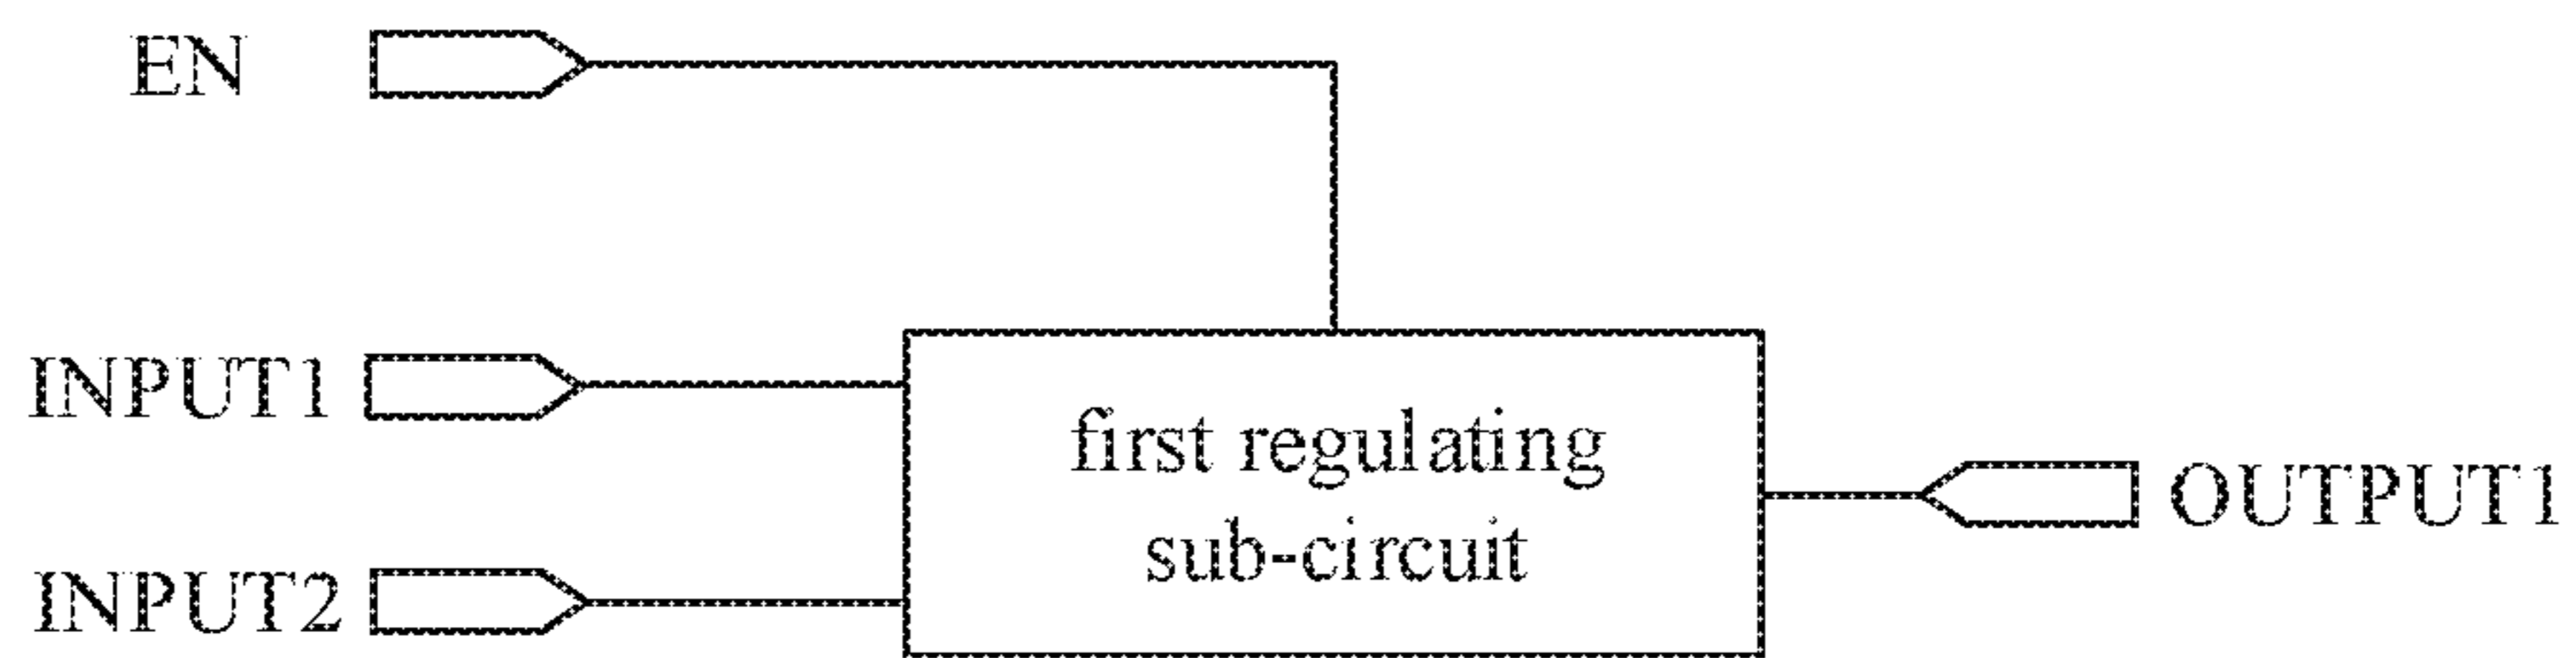 EN
INPUT1
first regulating
sub-circuit
OUTPUT1
INPUT2